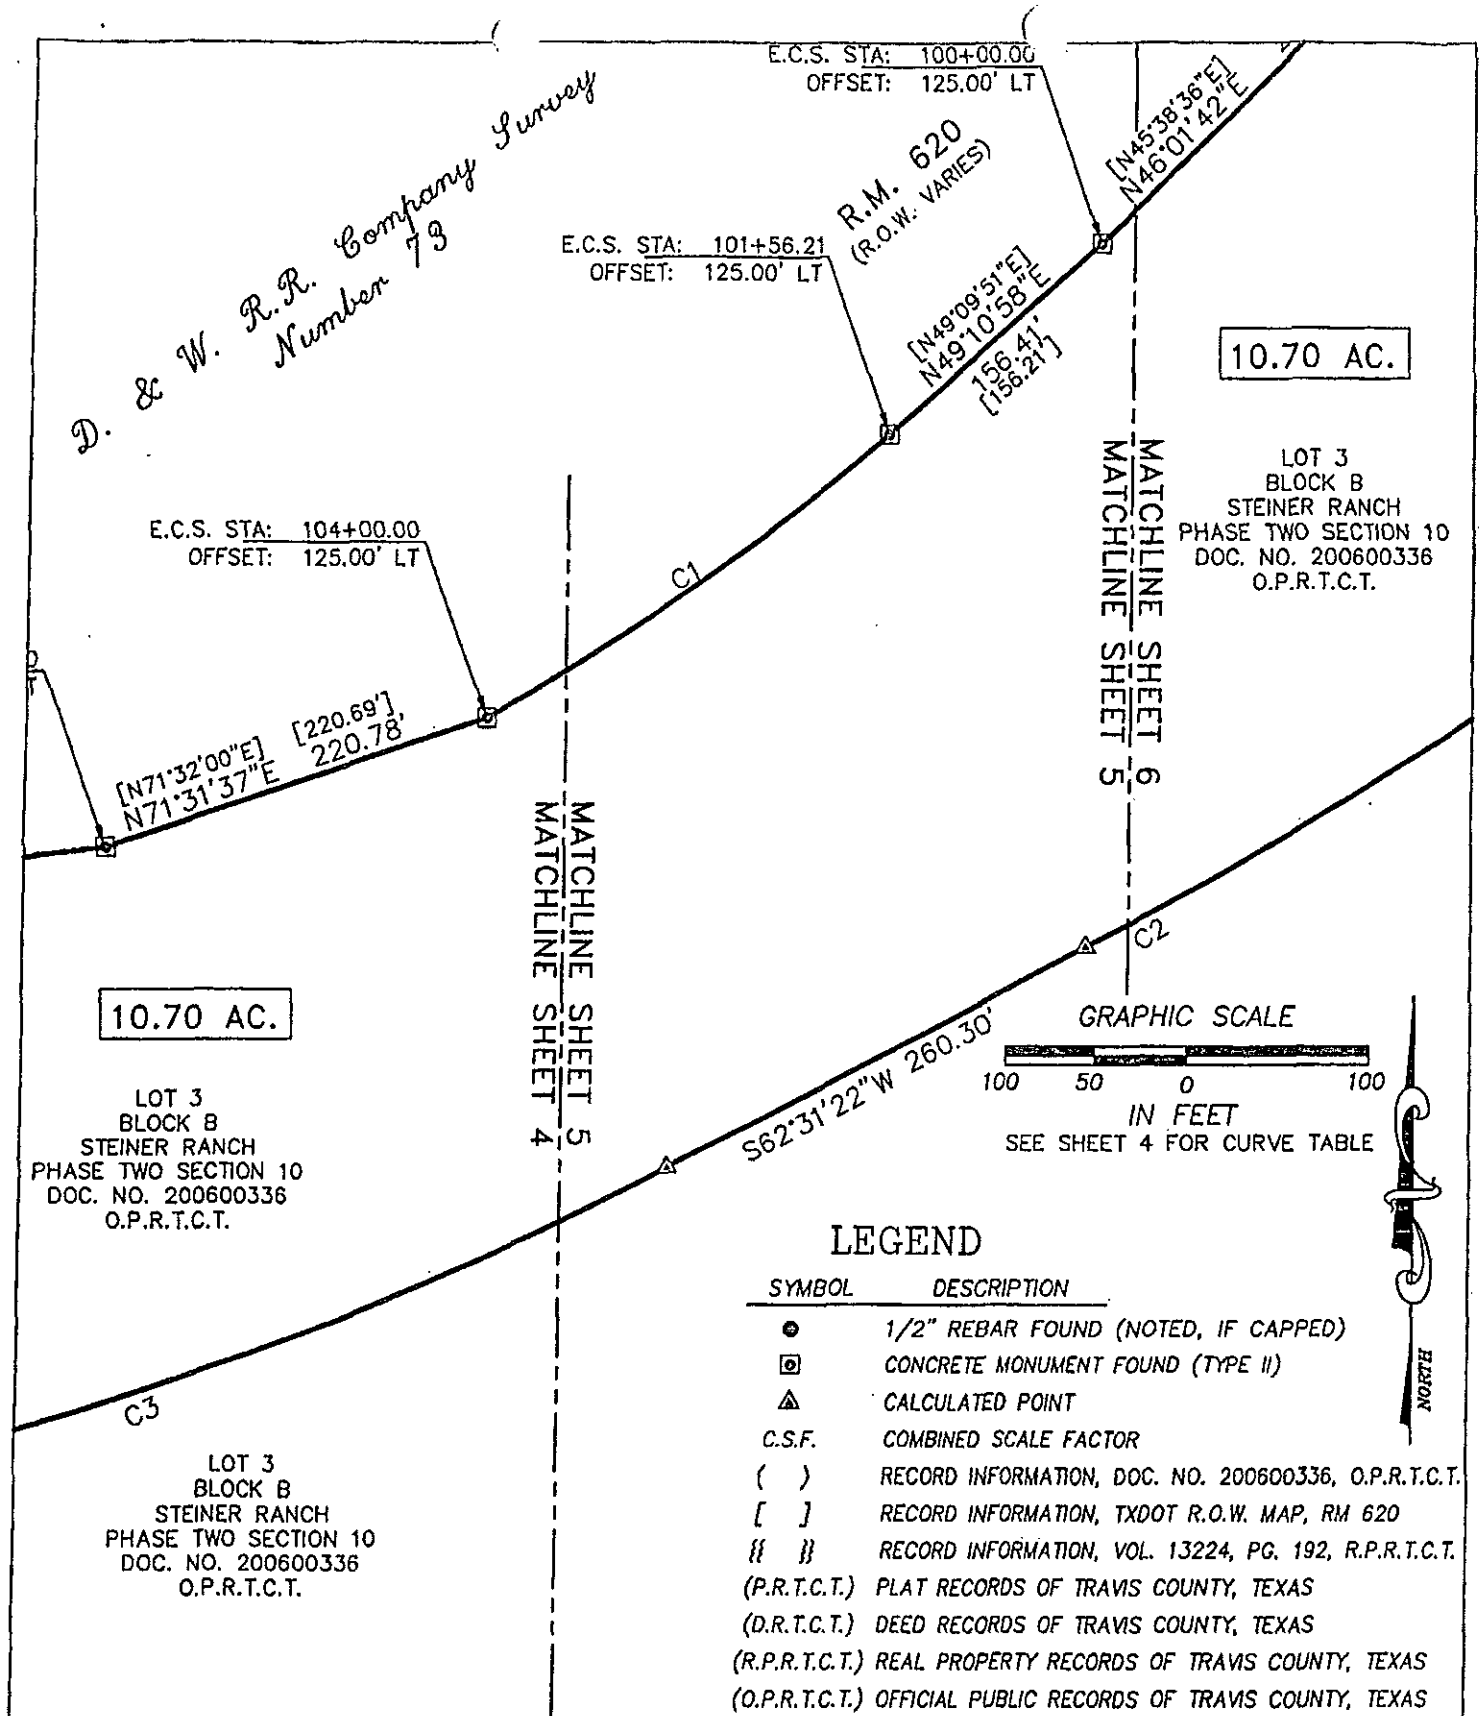 E.C.S. STA: 100+00.00
OFFSET: 125.00' LT
[N45°38'36"E]
N46°01'42"E
D. & W. R.R. Company Survey
Number 73
R.M. 620
(R.O.W. VARIES)
E.C.S. STA: 101+56.21
OFFSET: 125.00' LT
[N49°09'51"E]
N49°10'58"E
156.41'
[156.21']
10.70 AC.
LOT 3
BLOCK B
STEINER RANCH
PHASE TWO SECTION 10
DOC. NO. 200600336
O.P.R.T.C.T.
MATCHLINE SHEET 6
MATCHLINE SHEET 5
E.C.S. STA: 104+00.00
OFFSET: 125.00' LT
C1
[N71°32'00"E] [220.69']
N71°31'37"E 220.78'
MATCHLINE SHEET 5
MATCHLINE SHEET 4
C2
10.70 AC.
LOT 3
BLOCK B
STEINER RANCH
PHASE TWO SECTION 10
DOC. NO. 200600336
O.P.R.T.C.T.
S62°31'22"W 260.30'
GRAPHIC SCALE
100 50 0 100
IN FEET
SEE SHEET 4 FOR CURVE TABLE
NORTH
C3
LOT 3
BLOCK B
STEINER RANCH
PHASE TWO SECTION 10
DOC. NO. 200600336
O.P.R.T.C.T.
LEGEND
SYMBOL DESCRIPTION
1/2" REBAR FOUND (NOTED, IF CAPPED)
CONCRETE MONUMENT FOUND (TYPE II)
CALCULATED POINT
C.S.F. COMBINED SCALE FACTOR
( ) RECORD INFORMATION, DOC. NO. 200600336, O.P.R.T.C.T.
[ ] RECORD INFORMATION, TXDOT R.O.W. MAP, RM 620
[[ ]] RECORD INFORMATION, VOL. 13224, PG. 192, R.P.R.T.C.T.
(P.R.T.C.T.) PLAT RECORDS OF TRAVIS COUNTY, TEXAS
(D.R.T.C.T.) DEED RECORDS OF TRAVIS COUNTY, TEXAS
(R.P.R.T.C.T.) REAL PROPERTY RECORDS OF TRAVIS COUNTY, TEXAS
(O.P.R.T.C.T.) OFFICIAL PUBLIC RECORDS OF TRAVIS COUNTY, TEXAS